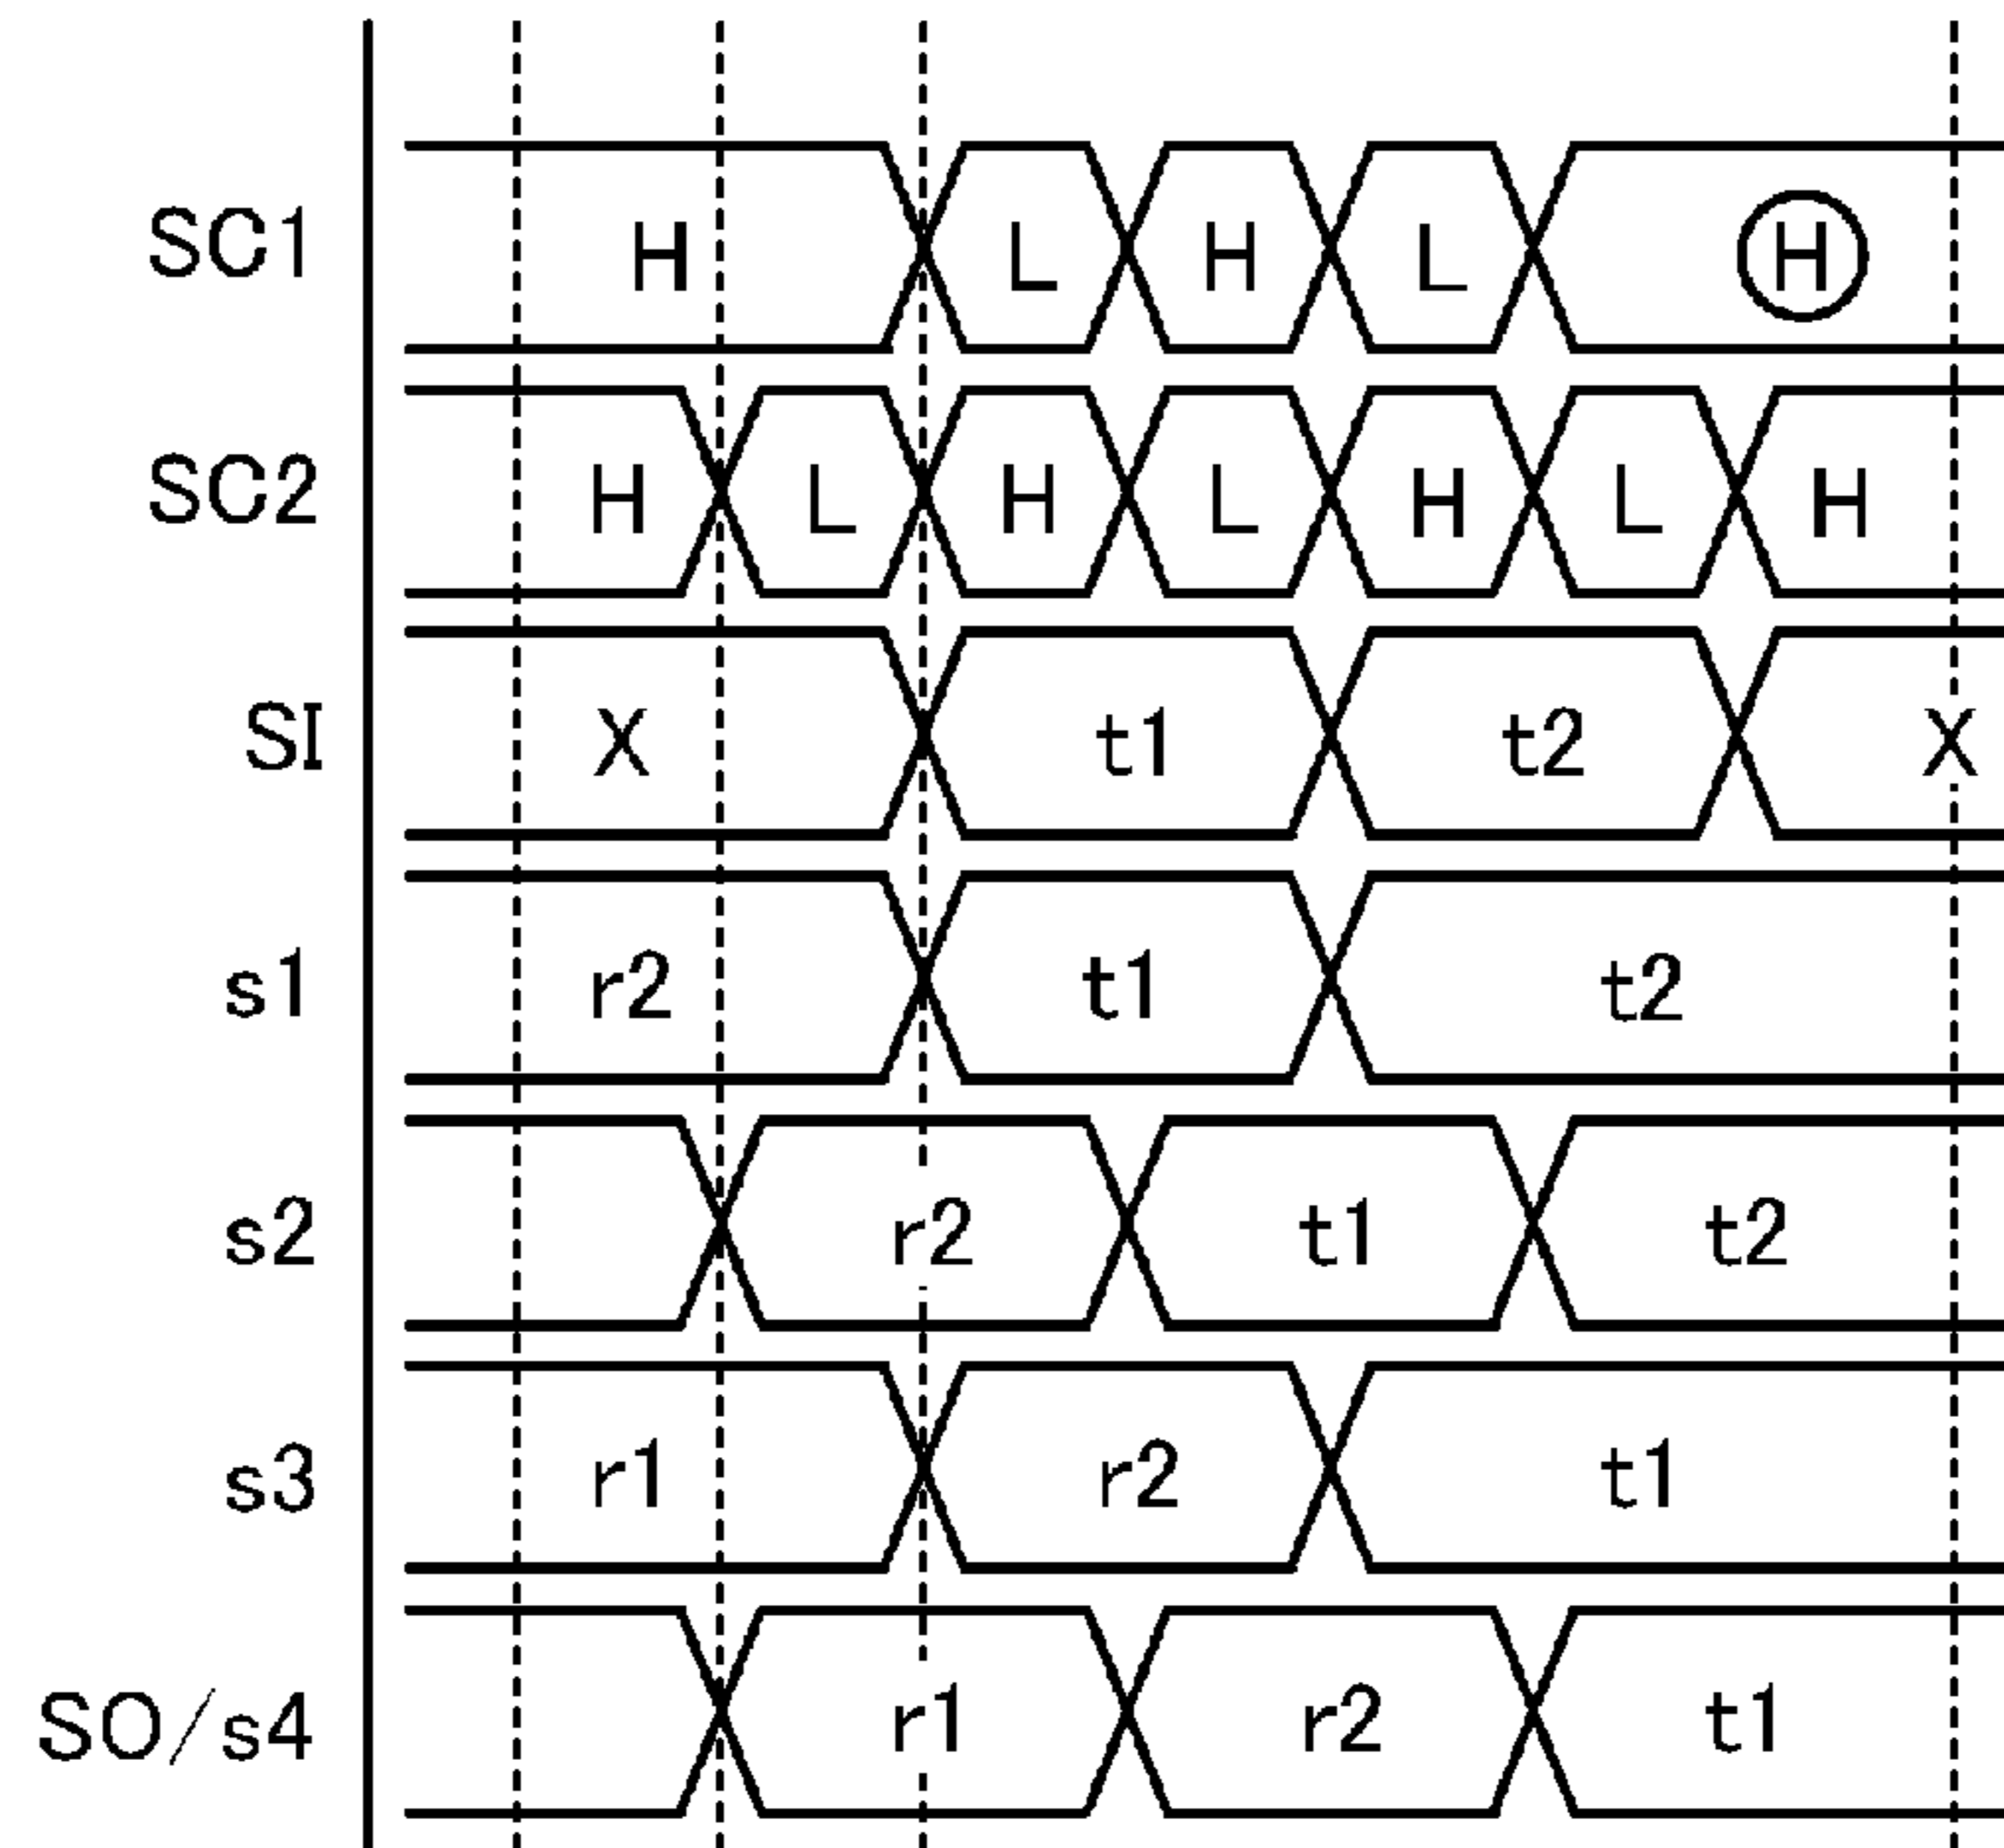 SC1 H L H L H
SC2 H L H L H L H
SI X t1 t2 X
s1 r2 t1 t2
s2 r2 t1 t2
s3 r1 r2 t1
SO/s4 r1 r2 t1